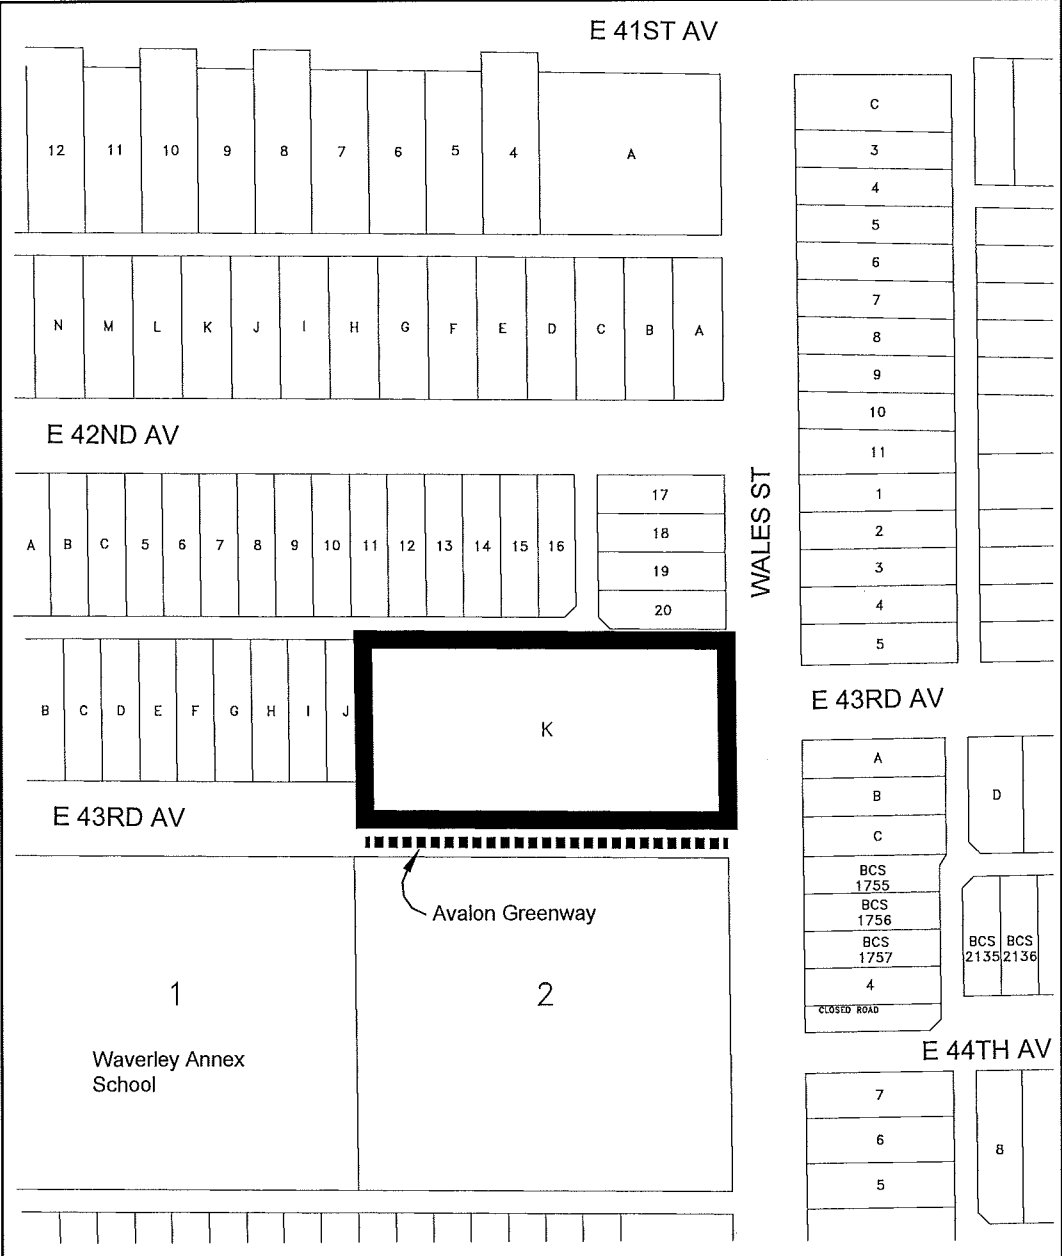 E 41ST AV
12 11 10 9 8 7 6 5 4 A
C
3
4
5
6
7
8
9
10
11
1
2
3
4
5
N M L K J I H G F E D C B A
E 42ND AV
A B C 5 6 7 8 9 10 11 12 13 14 15 16
17
18
19
20
WALES ST
B C D E F G H I J
K
E 43RD AV
E 43RD AV
A
B
C
BCS
1755
BCS
1756
BCS
1757
4
CLOSED ROAD
D
BCS
2135
BCS
2136
Avalon Greenway
1
2
Waverley Annex
School
E 44TH AV
7
6
5
8